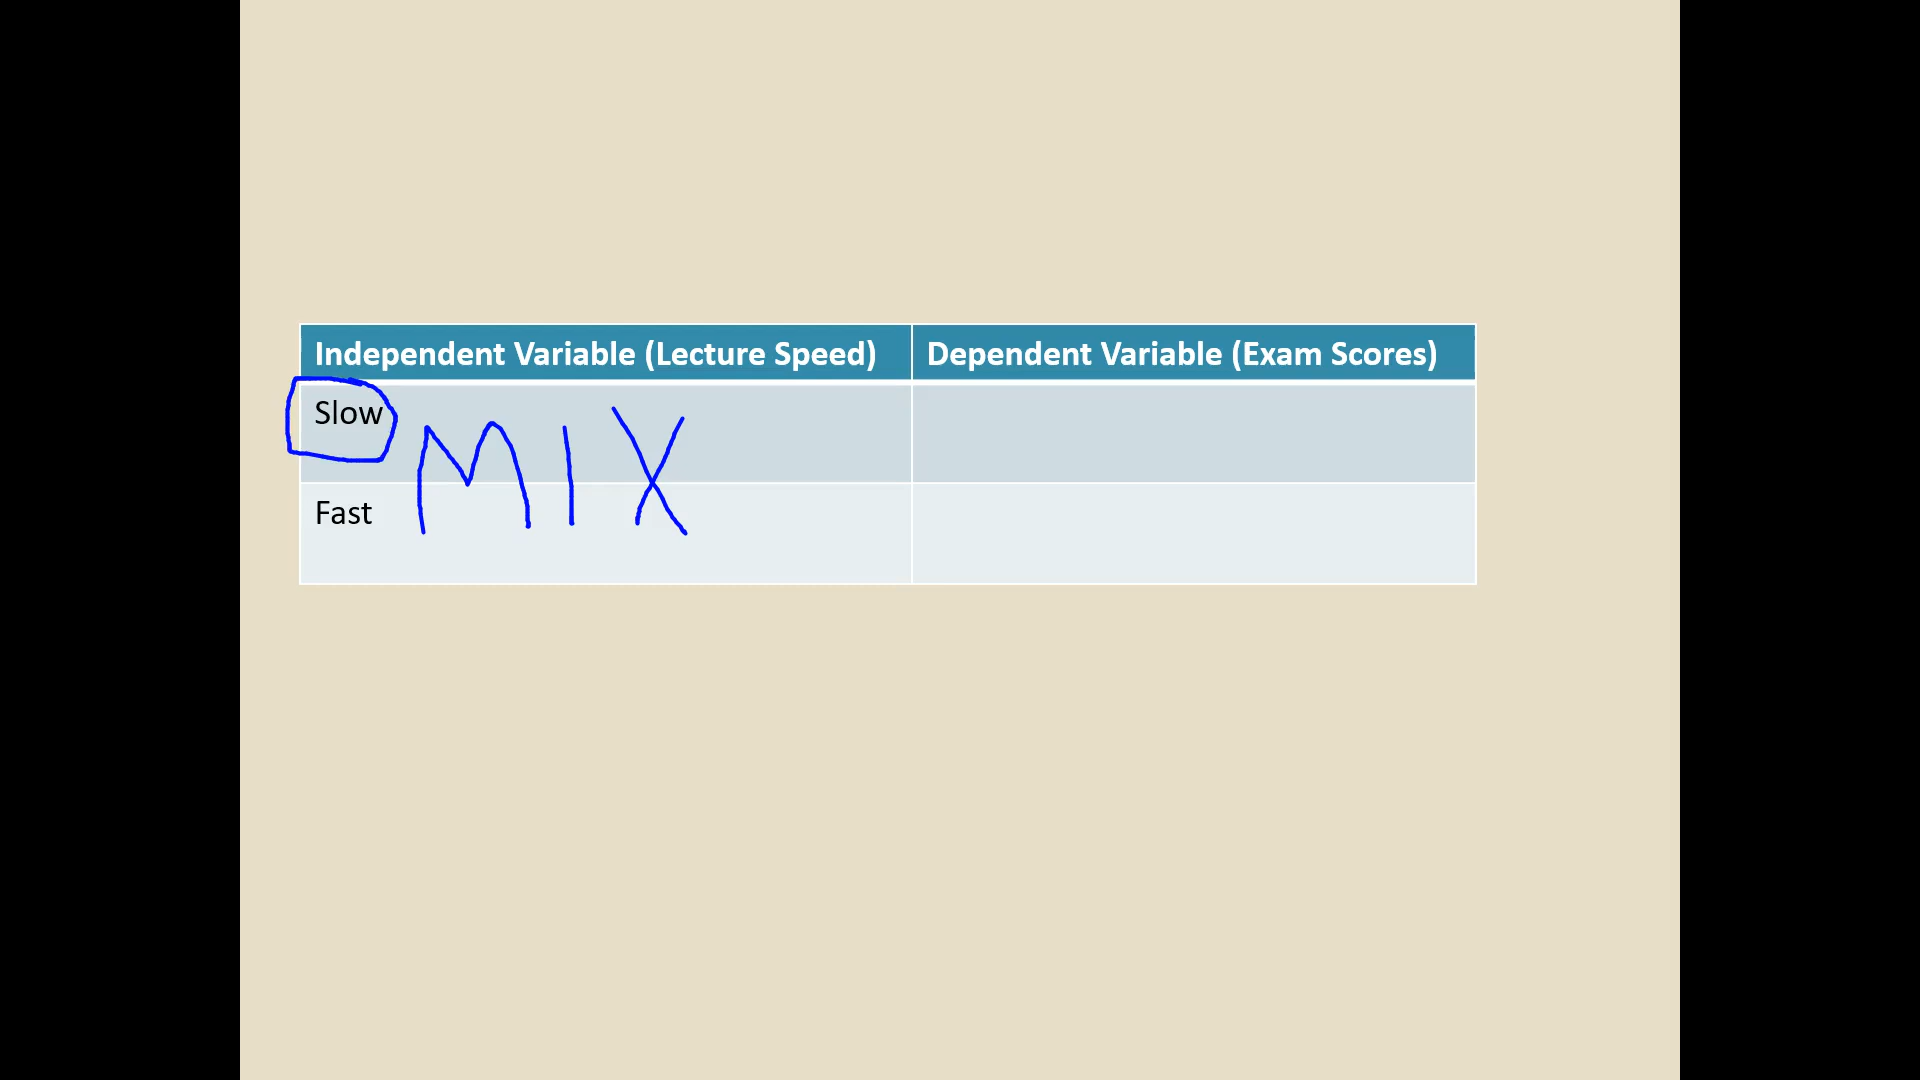 Independent Variable (Lecture Speed) Dependent Variable (Exam Scores)
Slow
MIX
Fast